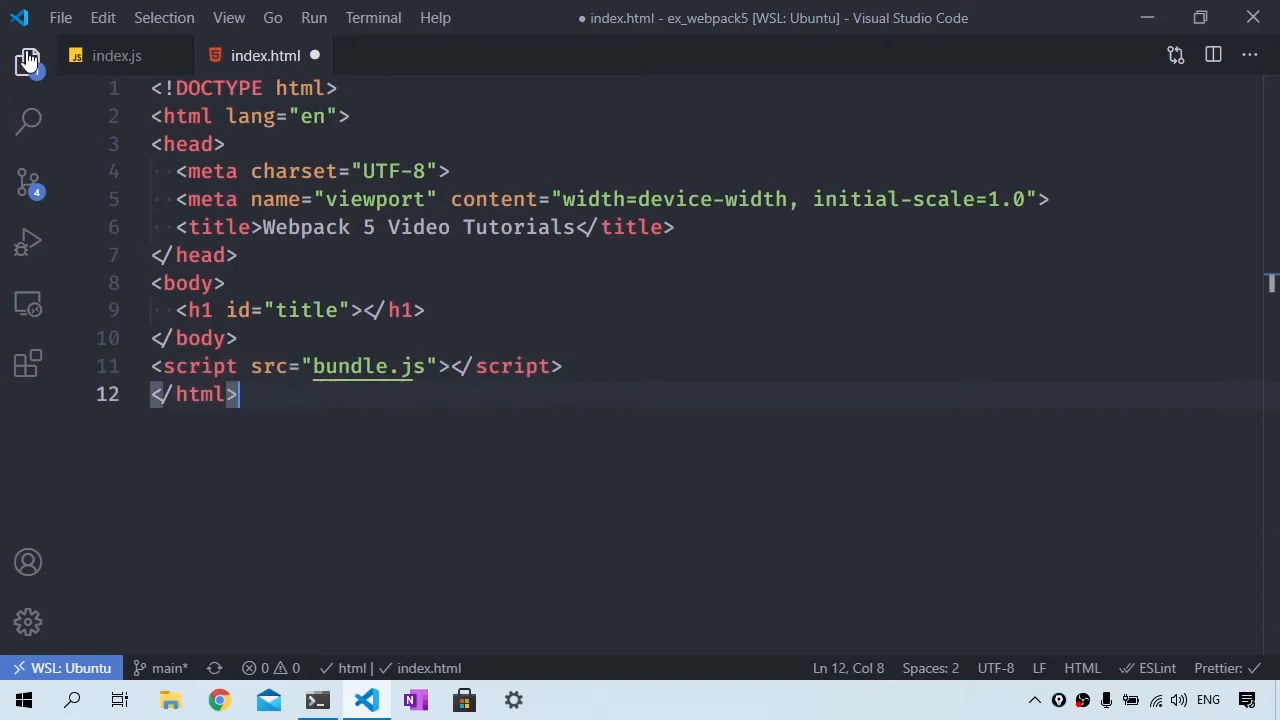 File Edit Selection View Go Run Terminal Help ● index.html - ex_webpack5 [WSL: Ubuntu] - Visual Studio Code
JS index.js index.html
1
4
1 <!DOCTYPE html>
2 <html lang="en">
3 <head>
4 <meta charset="UTF-8">
5 <meta name="viewport" content="width=device-width, initial-scale=1.0">
6 <title>Webpack 5 Video Tutorials</title>
7 </head>
8 <body>
9 <h1 id="title"></h1>
10 </body>
11 <script src="bundle.js"></script>
12 </html>
WSL: Ubuntu main* 0 0 html | index.html Ln 12, Col 8 Spaces: 2 UTF-8 LF HTML ESLint Prettier:
ENG